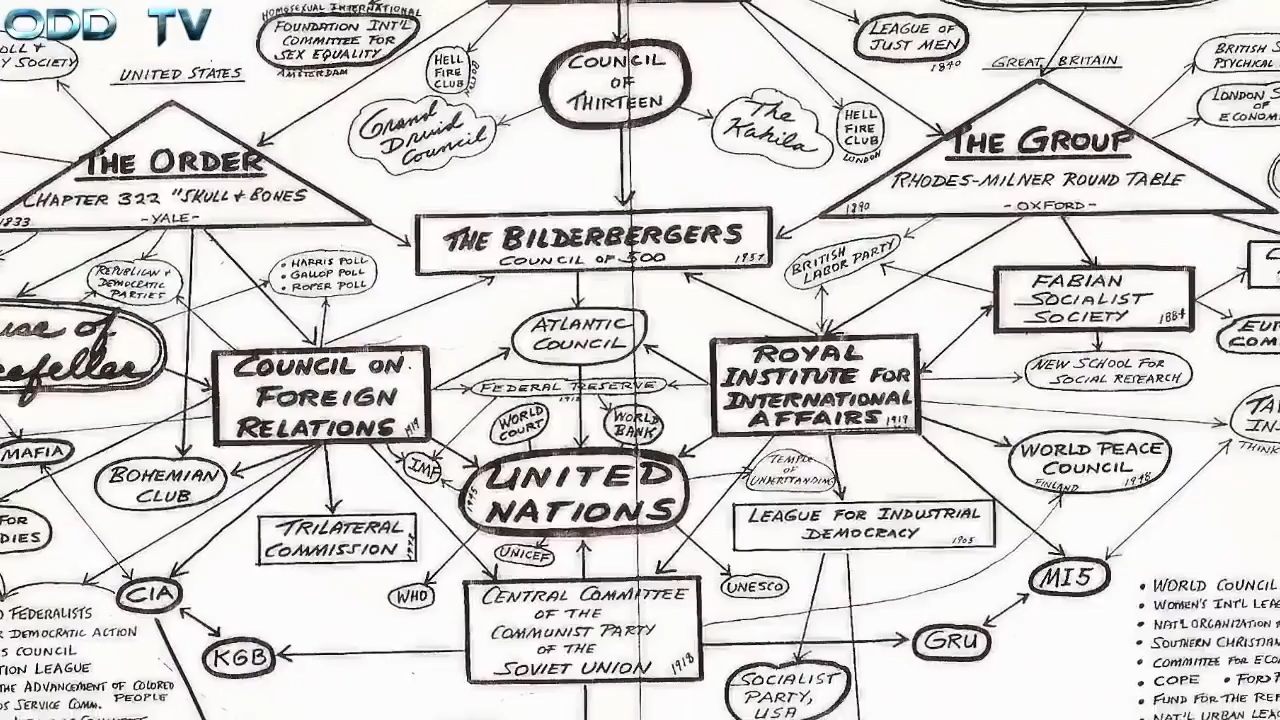 ODD TV
HOMOSEXUAL INTERNATIONAL
FOUNDATION INT'L
COMMITTEE FOR
SEX EQUALITY
AMSTERDAM
UNITED STATES
HELL
FIRE
CLUB
COUNCIL
OF
THIRTEEN
LEAGUE OF
JUST MEN
1840
GREAT BRITAIN
BRITISH S
PSYCHICAL
LONDON S
OF
ECONOM
Y SOCIETY
Grand
Druid
Council
The
Kahila
HELL
FIRE
CLUB
LONDON
THE ORDER
CHAPTER 322 "SKULL & BONES
-YALE-
1833
THE GROUP
RHODES-MILNER ROUND TABLE
-OXFORD-
1890
THE BILDERBERGERS
COUNCIL OF 500
REPUBLICAN &
DEMOCRATIC
PARTIES
• HARRIS POLL
• GALLOP POLL
• ROPER POLL
BRITISH
LABOR PARTY
FABIAN
SOCIALIST
SOCIETY
1884
ATLANTIC
COUNCIL
COUNCIL ON
FOREIGN
RELATIONS
FEDERAL RESERVE
ROYAL
INSTITUTE FOR
INTERNATIONAL
AFFAIRS
1919
NEW SCHOOL FOR
SOCIAL RESEARCH
WORLD
COURT
WORLD
BANK
MAFIA
BOHEMIAN
CLUB
IMF
UNITED
NATIONS
1945
TEMPLE
OF
UNDERSTANDING
WORLD PEACE
COUNCIL
FINLAND
TRILATERAL
COMMISSION
UNICEF
LEAGUE FOR INDUSTRIAL
DEMOCRACY
1905
CIA
WHO
UNESCO
MI5
CENTRAL COMMITTEE
OF THE
COMMUNIST PARTY
OF THE
SOVIET UNION
1918
KGB
GRU
SOCIALIST
PARTY,
USA
FEDERALISTS
DEMOCRATIC ACTION
COUNCIL
LEAGUE
THE ADVANCEMENT OF COLORED
PEOPLE
SERVICE COMM.
• WORLD COUNCIL
• WOMEN'S INT'L LEA
• NAT'L ORGANIZATION
• SOUTHERN CHRISTIAN
• COMMITTEE FOR ECO
• COPE • FORD F
• FUND FOR THE REP
• NAT'L URBAN LEA